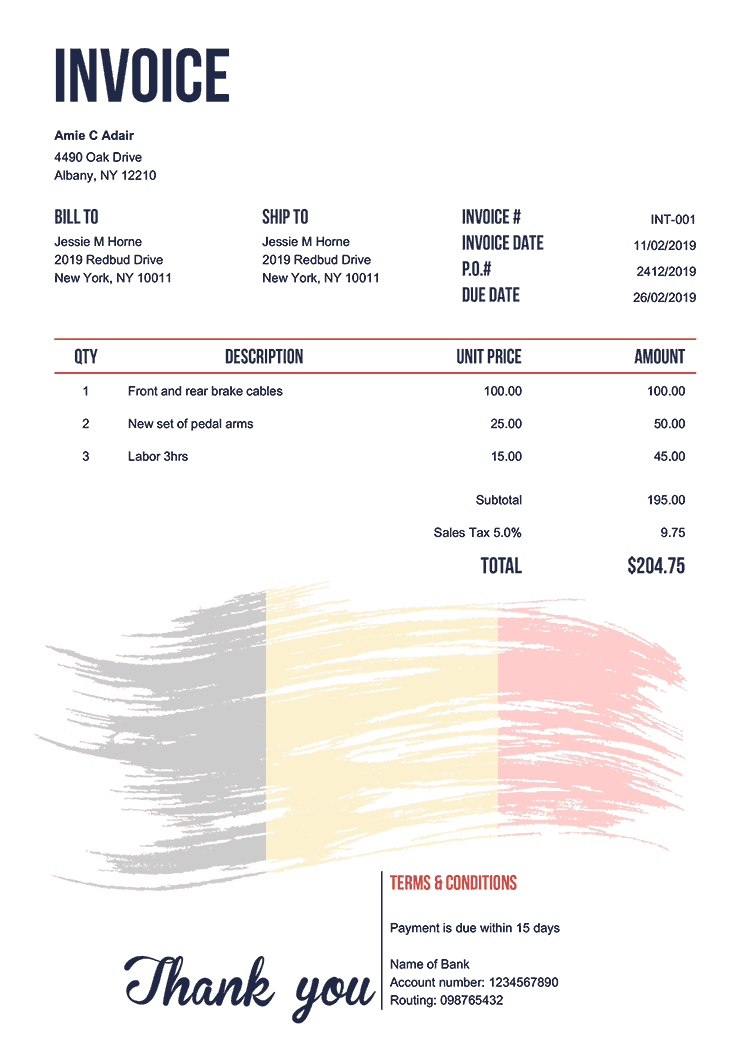 INVOICE
Amie C Adair
4490 Oak Drive
Albany, NY 12210
BILL TO
Jessie M Horne
2019 Redbud Drive
New York, NY 10011
SHIP TO
Jessie M Horne
2019 Redbud Drive
New York, NY 10011
INVOICE # INT-001
INVOICE DATE 11/02/2019
P.O.# 2412/2019
DUE DATE 26/02/2019
QTY DESCRIPTION UNIT PRICE AMOUNT
1 Front and rear brake cables 100.00 100.00
2 New set of pedal arms 25.00 50.00
3 Labor 3hrs 15.00 45.00
Subtotal 195.00
Sales Tax 5.0% 9.75
TOTAL $204.75
Thank you
TERMS & CONDITIONS
Payment is due within 15 days
Name of Bank
Account number: 1234567890
Routing: 098765432